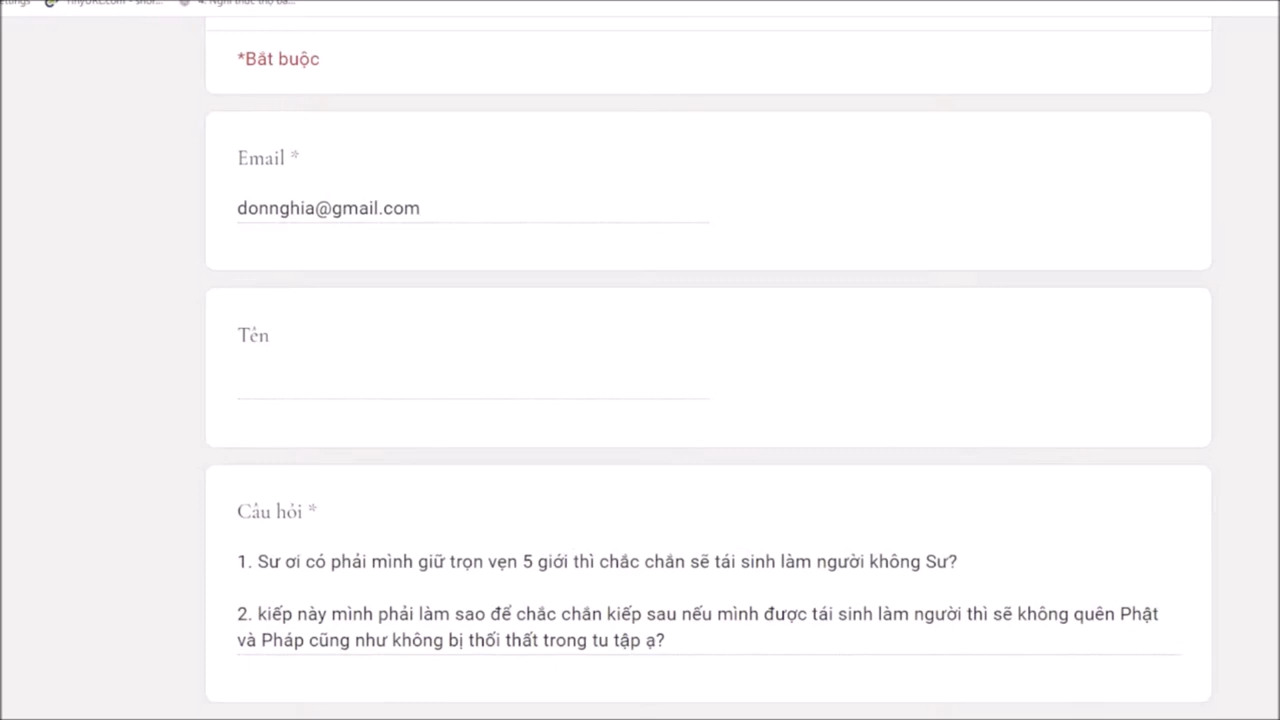 *Bắt buộc
Email *
donnghia@gmail.com
Tên
Câu hỏi *
1. Sư ơi có phải mình giữ trọn vẹn 5 giới thì chắc chắn sẽ tái sinh làm người không Sư?
2. kiếp này mình phải làm sao để chắc chắn kiếp sau nếu mình được tái sinh làm người thì sẽ không quên Phật
và Pháp cũng như không bị thối thất trong tu tập ạ?